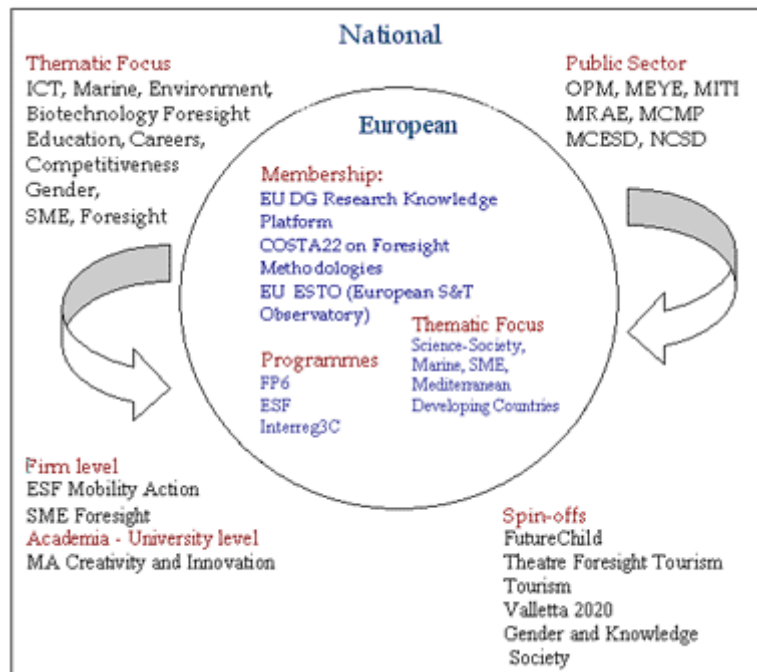 National
Thematic Focus
ICT, Marine, Environment,
Biotechnology Foresight
Education, Careers,
Competitiveness
Gender,
SME, Foresight
Public Sector
OPM, MEYE, MITI
MRAE, MCMP
MCESD, NCSD
European
Membership:
EU DG Research Knowledge
Platform
COSTA22 on Foresight
Methodologies
EU ESTO (European S&T
Observatory)
Thematic Focus
Science-Society,
Marine, SME,
Mediterranean
Developing Countries
Programmes
FP6
ESF
Interreg3C
Firm level
ESF Mobility Action
SME Foresight
Academia - University level
MA Creativity and Innovation
Spin-offs
FutureChild
Theatre Foresight Tourism
Tourism
Valletta 2020
Gender and Knowledge
Society